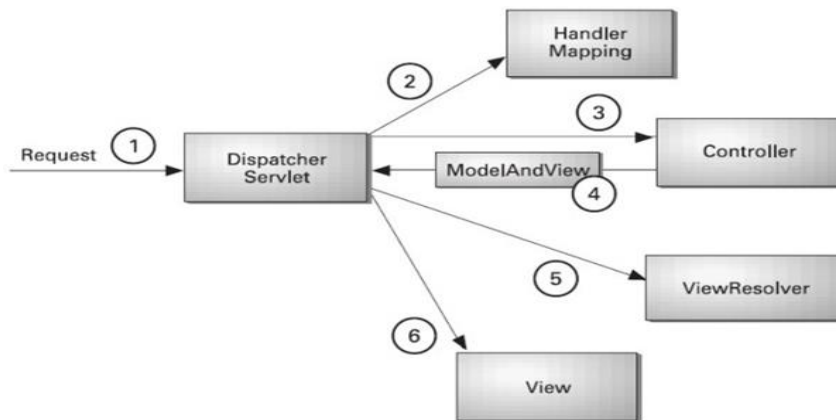 Handler
Mapping
2
3
Request
1
Dispatcher
Servlet
ModelAndView
Controller
4
5
ViewResolver
6
View